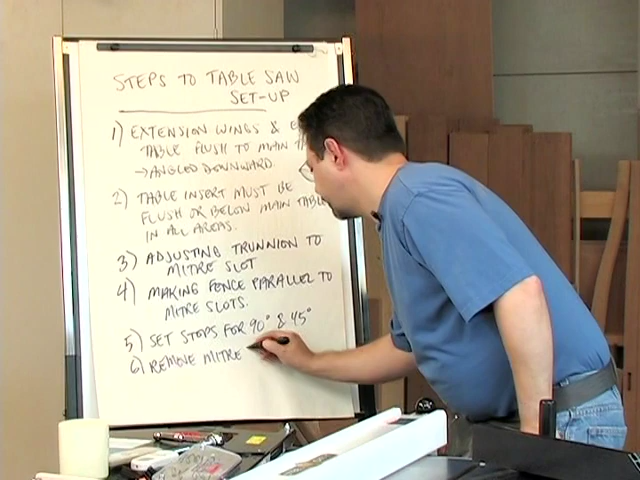 STEPS TO TABLE SAW
SET-UP
1) EXTENSION WINGS &
TABLE FLUSH TO MAIN
→ANGLED DOWNWARD
2) TABLE INSERT MUST BE
FLUSH OR BELOW MAIN TABLE
IN ALL AREAS.
3) ADJUSTING TRUNNION TO
MITRE SLOT
4) MAKING FENCE PARALLEL TO
MITRE SLOTS.
5) SET STOPS FOR 90° & 45°
6) REMOVE MITRE